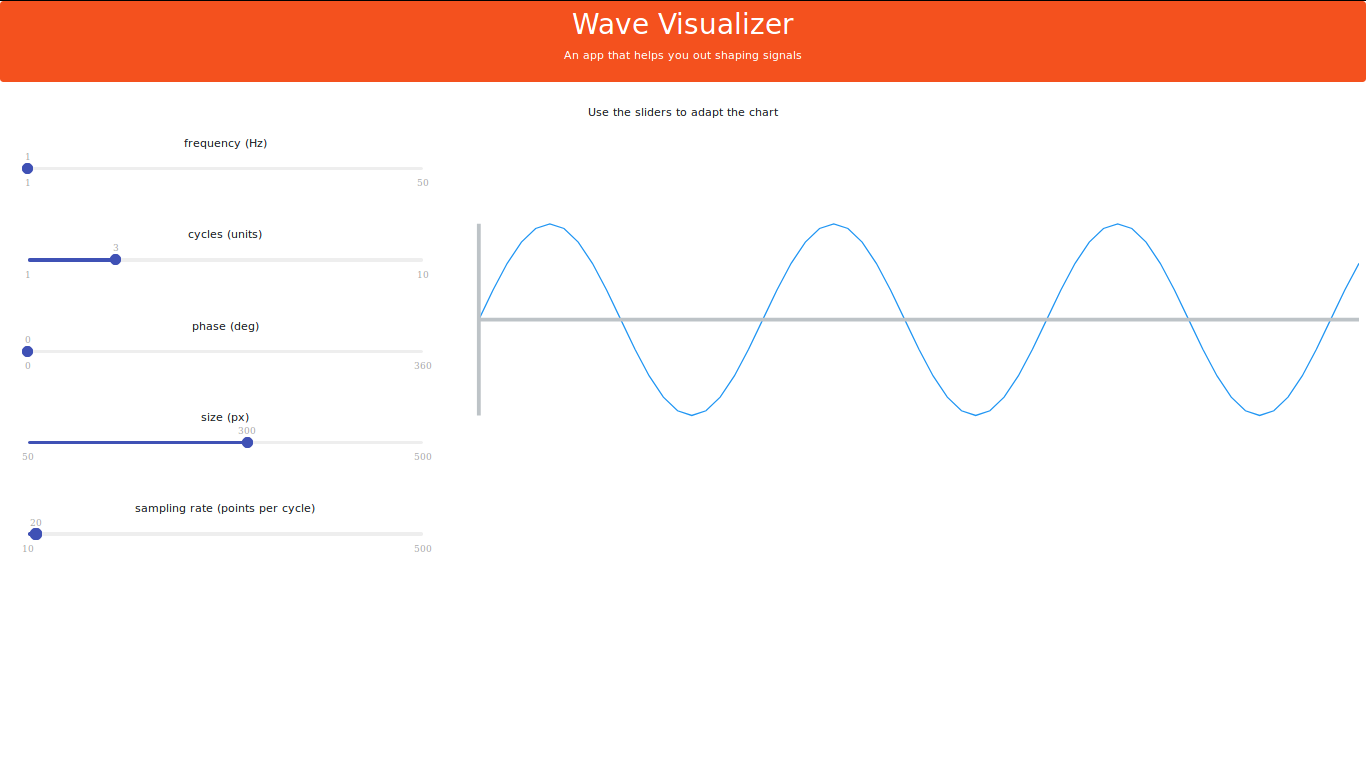 Wave Visualizer
An app that helps you out shaping signals
Use the sliders to adapt the chart
frequency (Hz)
1
1 50
cycles (units)
3
1 10
phase (deg)
0
0 360
size (px)
300
50 500
sampling rate (points per cycle)
20
10 500